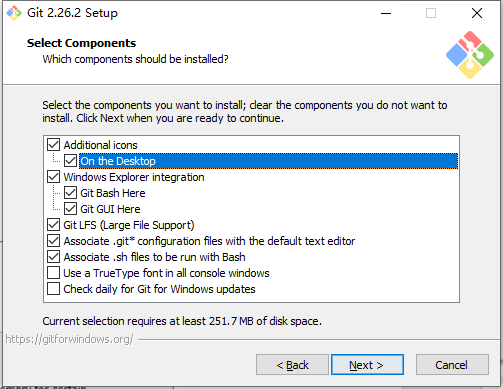 Git 2.26.2 Setup
Select Components
Which components should be installed?
Select the components you want to install; clear the components you do not want to
install. Click Next when you are ready to continue.
Additional icons
On the Desktop
Windows Explorer integration
Git Bash Here
Git GUI Here
Git LFS (Large File Support)
Associate .git* configuration files with the default text editor
Associate .sh files to be run with Bash
Use a TrueType font in all console windows
Check daily for Git for Windows updates
Current selection requires at least 251.7 MB of disk space.
https://gitforwindows.org/
< Back
Next >
Cancel